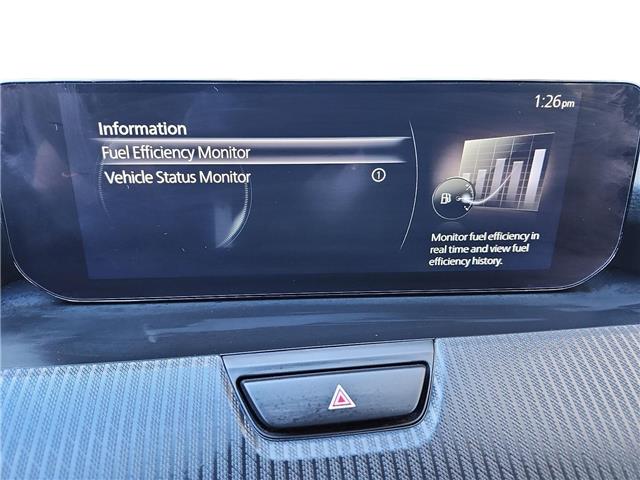 1:26pm
Information
Fuel Efficiency Monitor
Vehicle Status Monitor 1
Monitor fuel efficiency in
real time and view fuel
efficiency history.